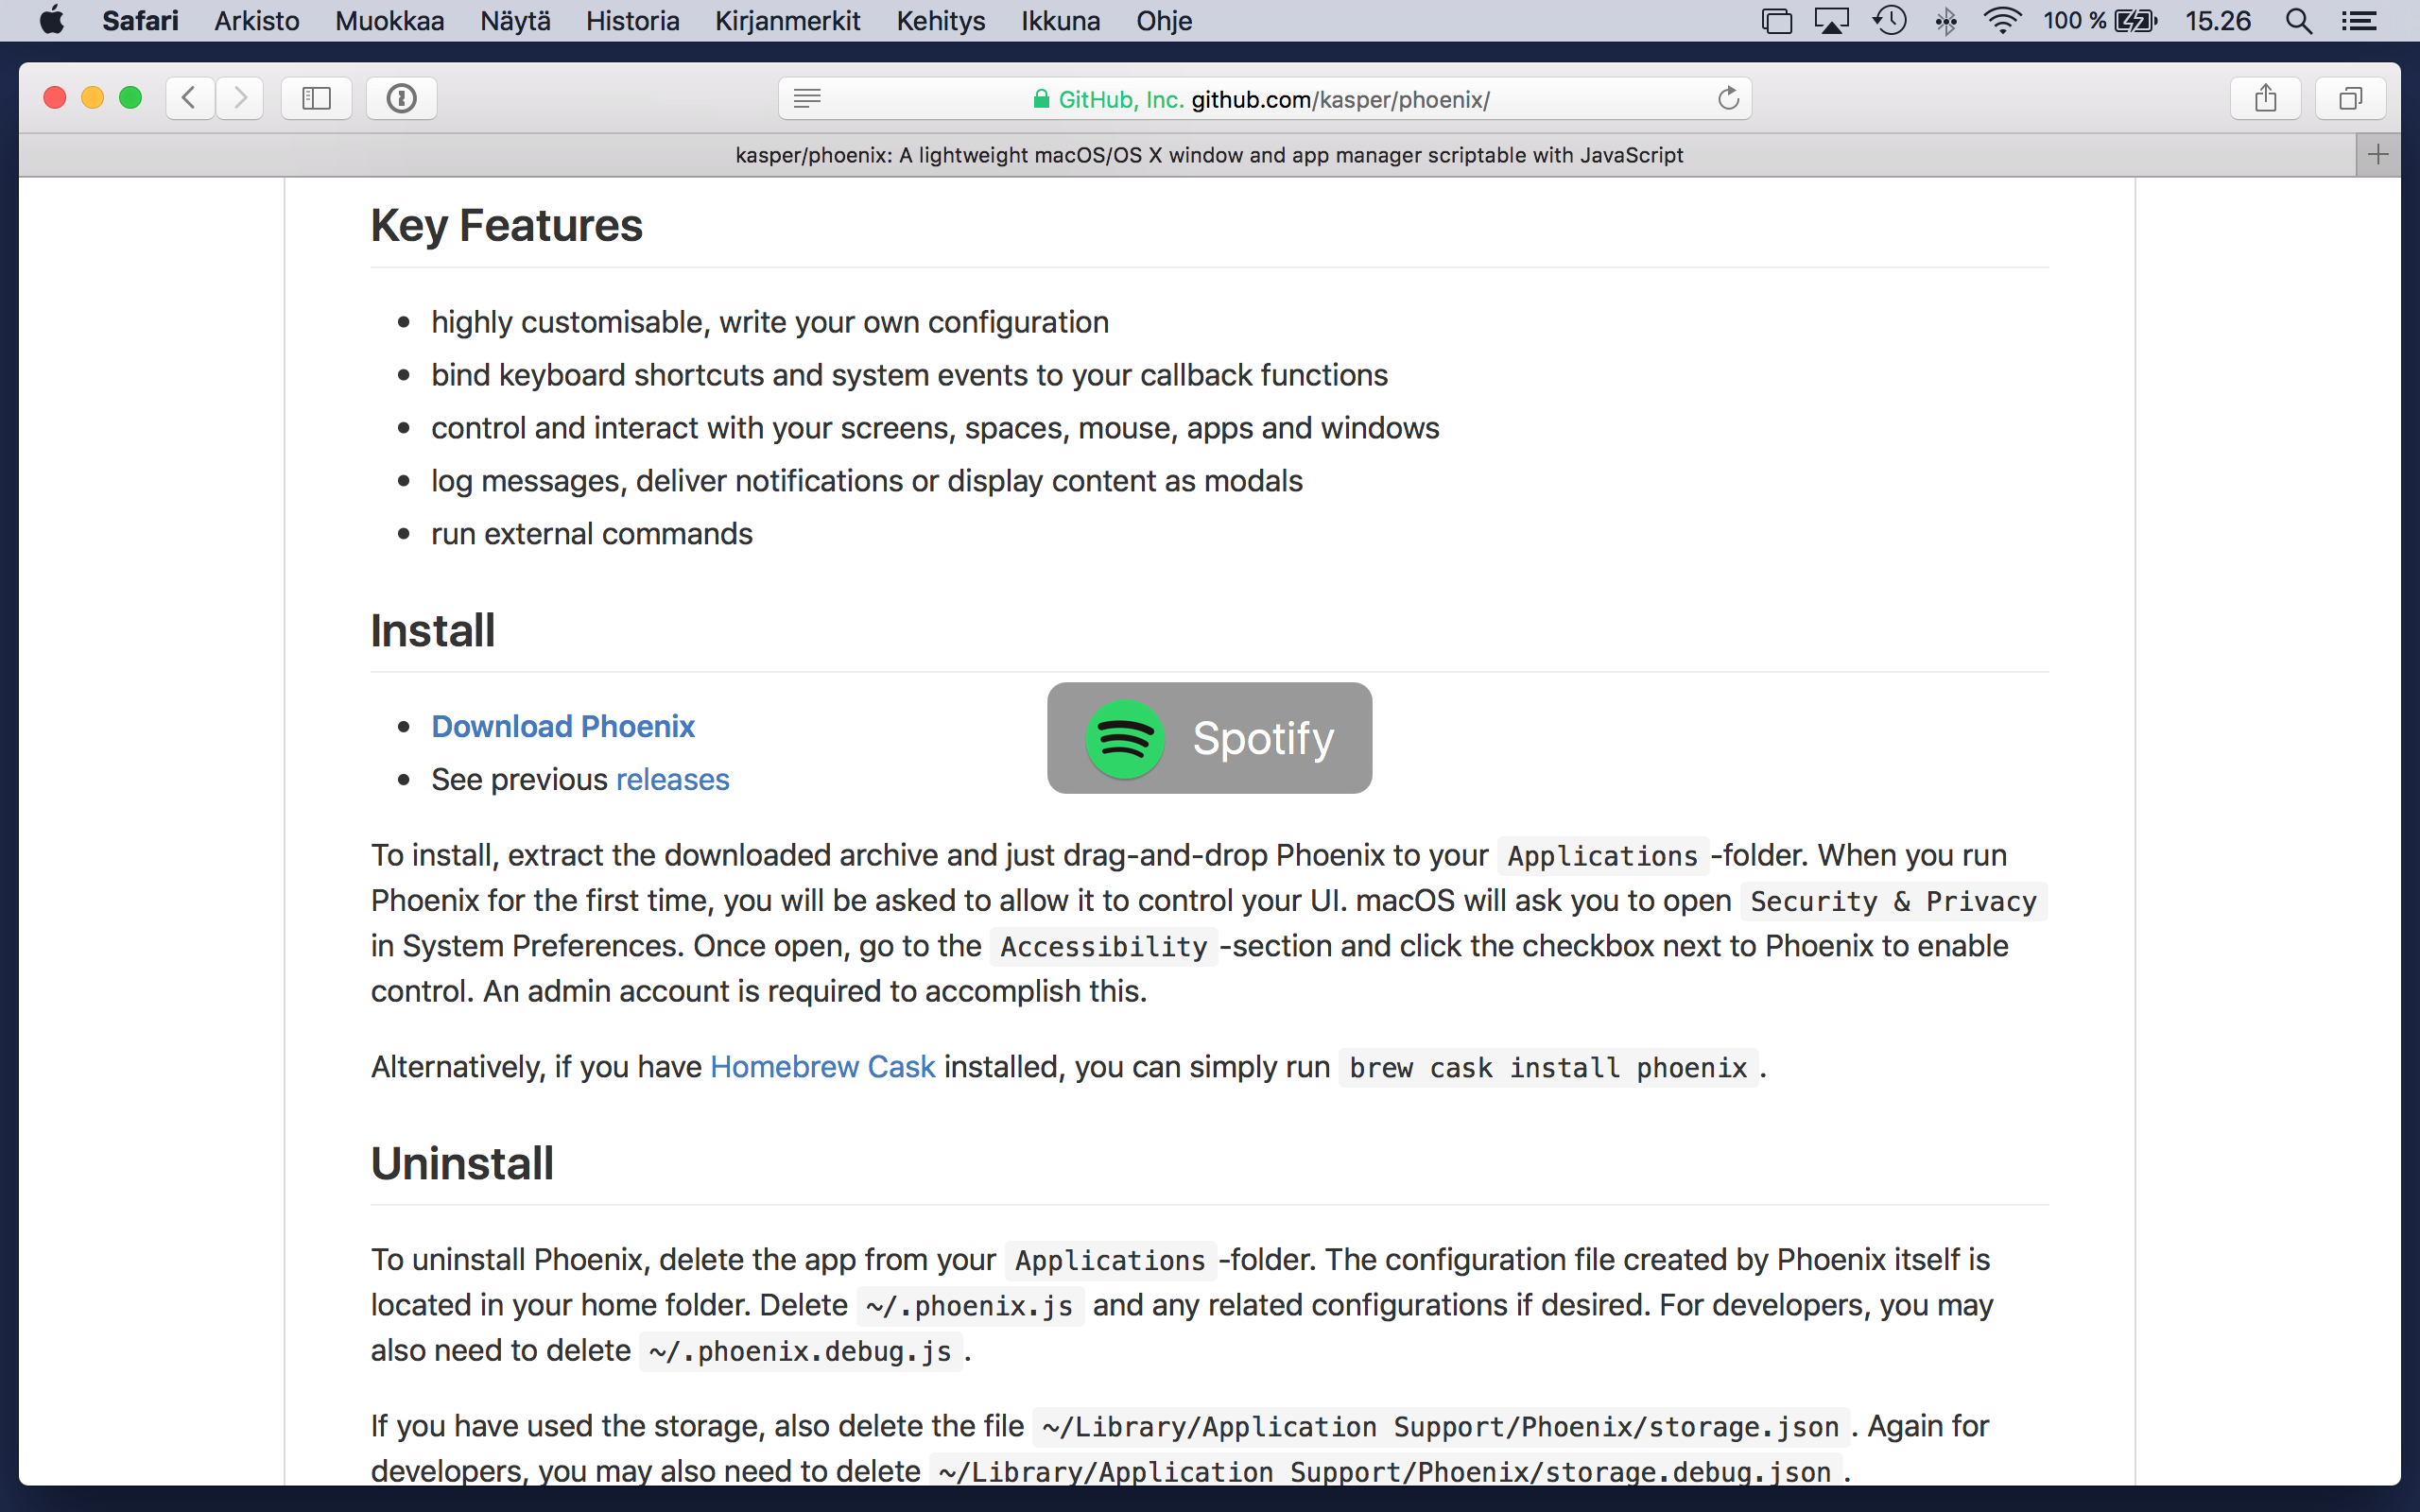 Safari Arkisto Muokkaa Näytä Historia Kirjanmerkit Kehitys Ikkuna Ohje 100 % 15.26
GitHub, Inc. github.com/kasper/phoenix/
kasper/phoenix: A lightweight macOS/OS X window and app manager scriptable with JavaScript
Key Features
• highly customisable, write your own configuration
• bind keyboard shortcuts and system events to your callback functions
• control and interact with your screens, spaces, mouse, apps and windows
• log messages, deliver notifications or display content as modals
• run external commands
Install
• Download Phoenix
• See previous releases
Spotify
To install, extract the downloaded archive and just drag-and-drop Phoenix to your Applications -folder. When you run
Phoenix for the first time, you will be asked to allow it to control your UI. macOS will ask you to open Security & Privacy
in System Preferences. Once open, go to the Accessibility -section and click the checkbox next to Phoenix to enable
control. An admin account is required to accomplish this.
Alternatively, if you have Homebrew Cask installed, you can simply run brew cask install phoenix .
Uninstall
To uninstall Phoenix, delete the app from your Applications -folder. The configuration file created by Phoenix itself is
located in your home folder. Delete ~/.phoenix.js and any related configurations if desired. For developers, you may
also need to delete ~/.phoenix.debug.js .
If you have used the storage, also delete the file ~/Library/Application Support/Phoenix/storage.json . Again for
developers, you may also need to delete ~/Library/Application Support/Phoenix/storage.debug.json .